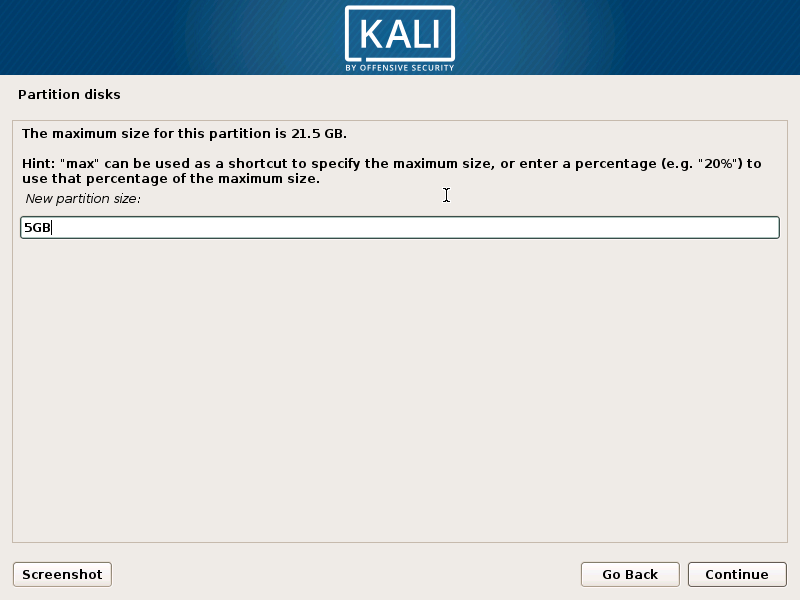 KALI
BY OFFENSIVE SECURITY
Partition disks
The maximum size for this partition is 21.5 GB.
Hint: "max" can be used as a shortcut to specify the maximum size, or enter a percentage (e.g. "20%") to
use that percentage of the maximum size.
New partition size:
5GB
Screenshot
Go Back
Continue